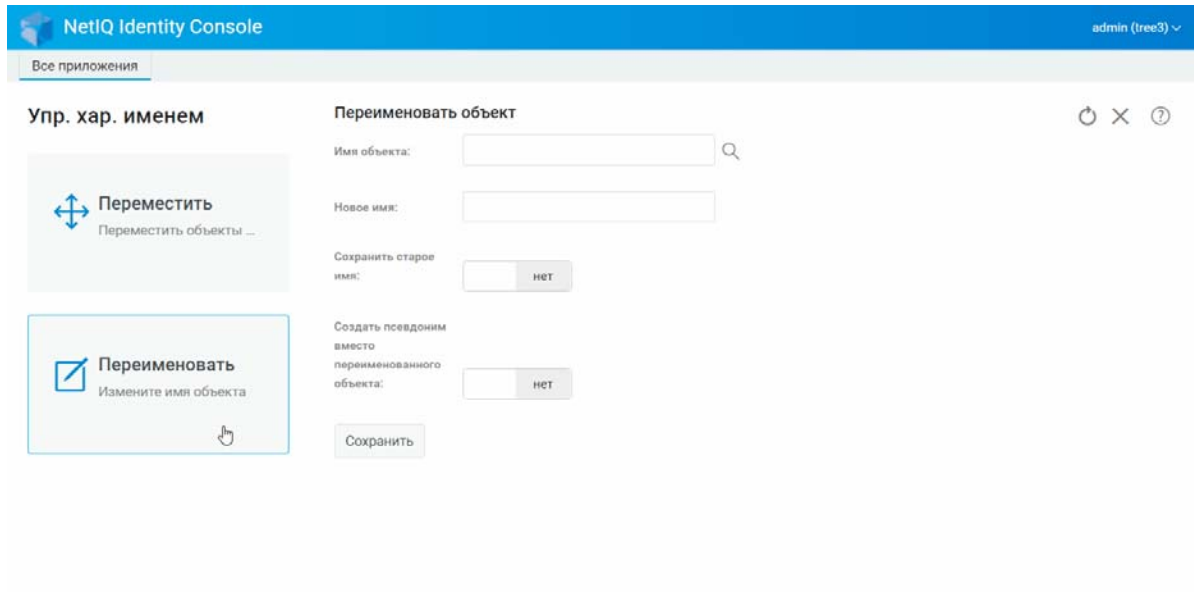 NetIQ Identity Console
admin (tree3)
Все приложения
Упр. хар. именем
Переместить
Переместить объекты ...
Переименовать
Измените имя объекта
Переименовать объект
Имя объекта:
Новое имя:
Сохранить старое
имя:
нет
Создать псевдоним
вместо
переименованного
объекта:
нет
Сохранить